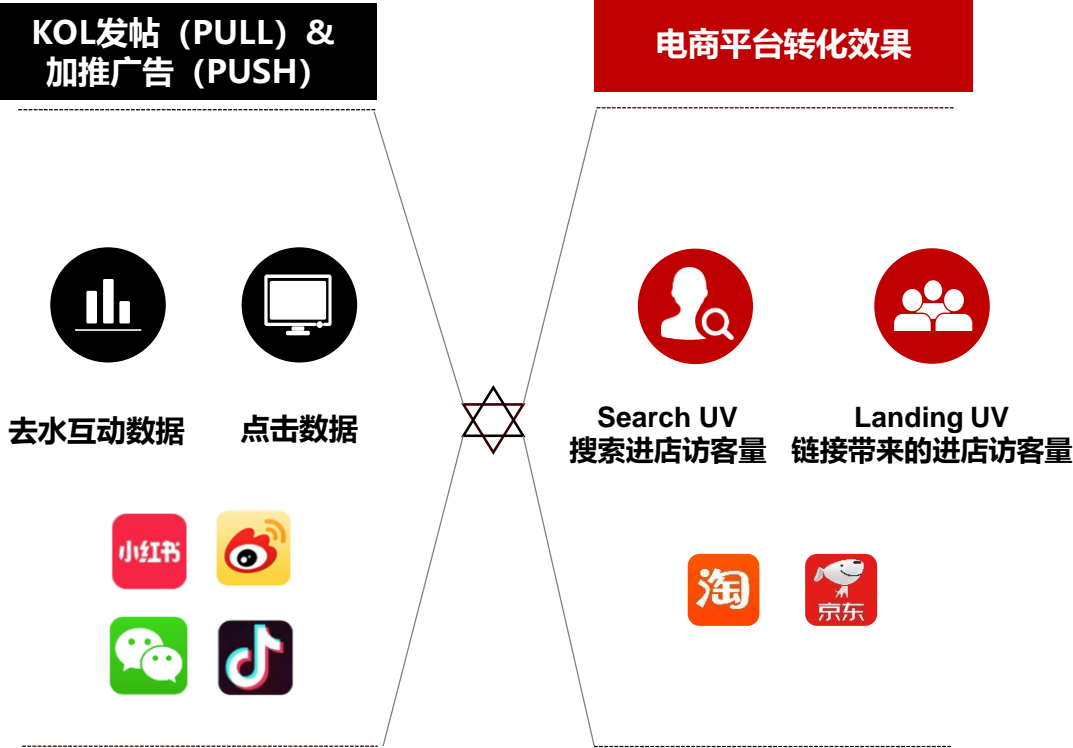 KOL发帖（PULL）&
加推广告（PUSH）
电商平台转化效果
去水互动数据
点击数据
Search UV
搜索进店访客量
Landing UV
链接带来的进店访客量
小红书
淘
京东